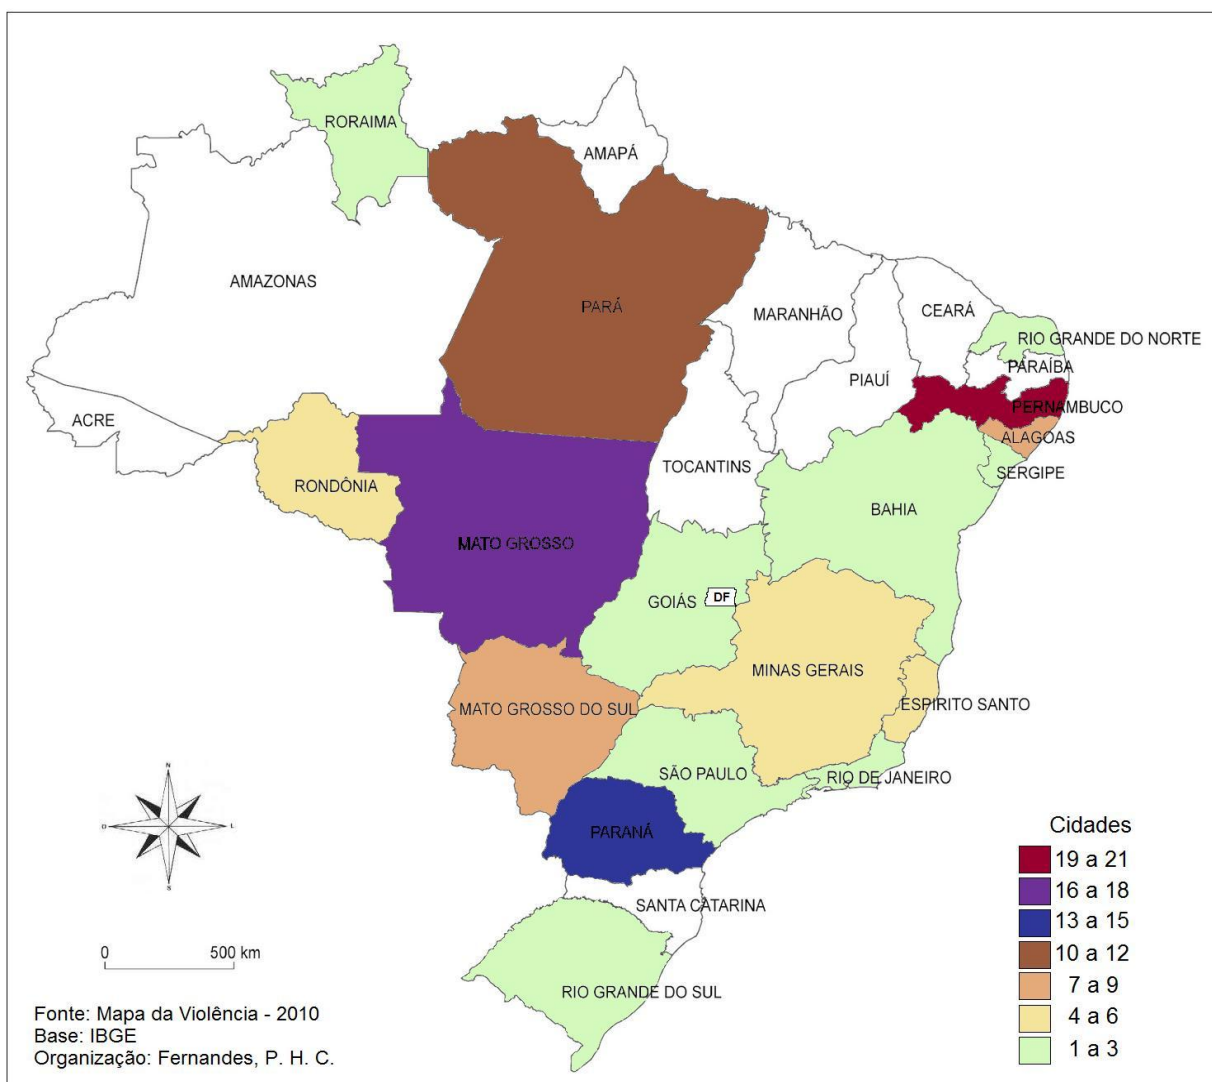 RORAIMA
AMAPÁ
AMAZONAS
PARÁ
MARANHÃO
CEARÁ
RIO GRANDE DO NORTE
PARAÍBA
PIAUÍ
PERNAMBUCO
ACRE
ALAGOAS
TOCANTINS
SERGIPE
RONDÔNIA
BAHIA
MATO GROSSO
GOIÁS
DF
MINAS GERAIS
ESPIRITO SANTO
MATO GROSSO DO SUL
SÃO PAULO
RIO DE JANEIRO
PARANÁ
SANTA CATARINA
RIO GRANDE DO SUL
N
O
L
S
0 500 km
Cidades
19 a 21
16 a 18
13 a 15
10 a 12
7 a 9
4 a 6
1 a 3
Fonte: Mapa da Violência - 2010
Base: IBGE
Organização: Fernandes, P. H. C.